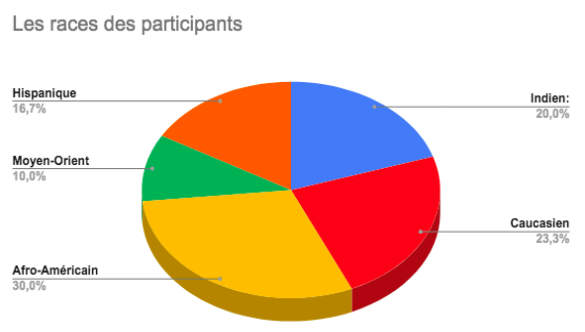 Les races des participants
Hispanique
16,7%
Indien:
20,0%
Moyen-Orient
10,0%
Caucasien
23,3%
Afro-Américain
30,0%